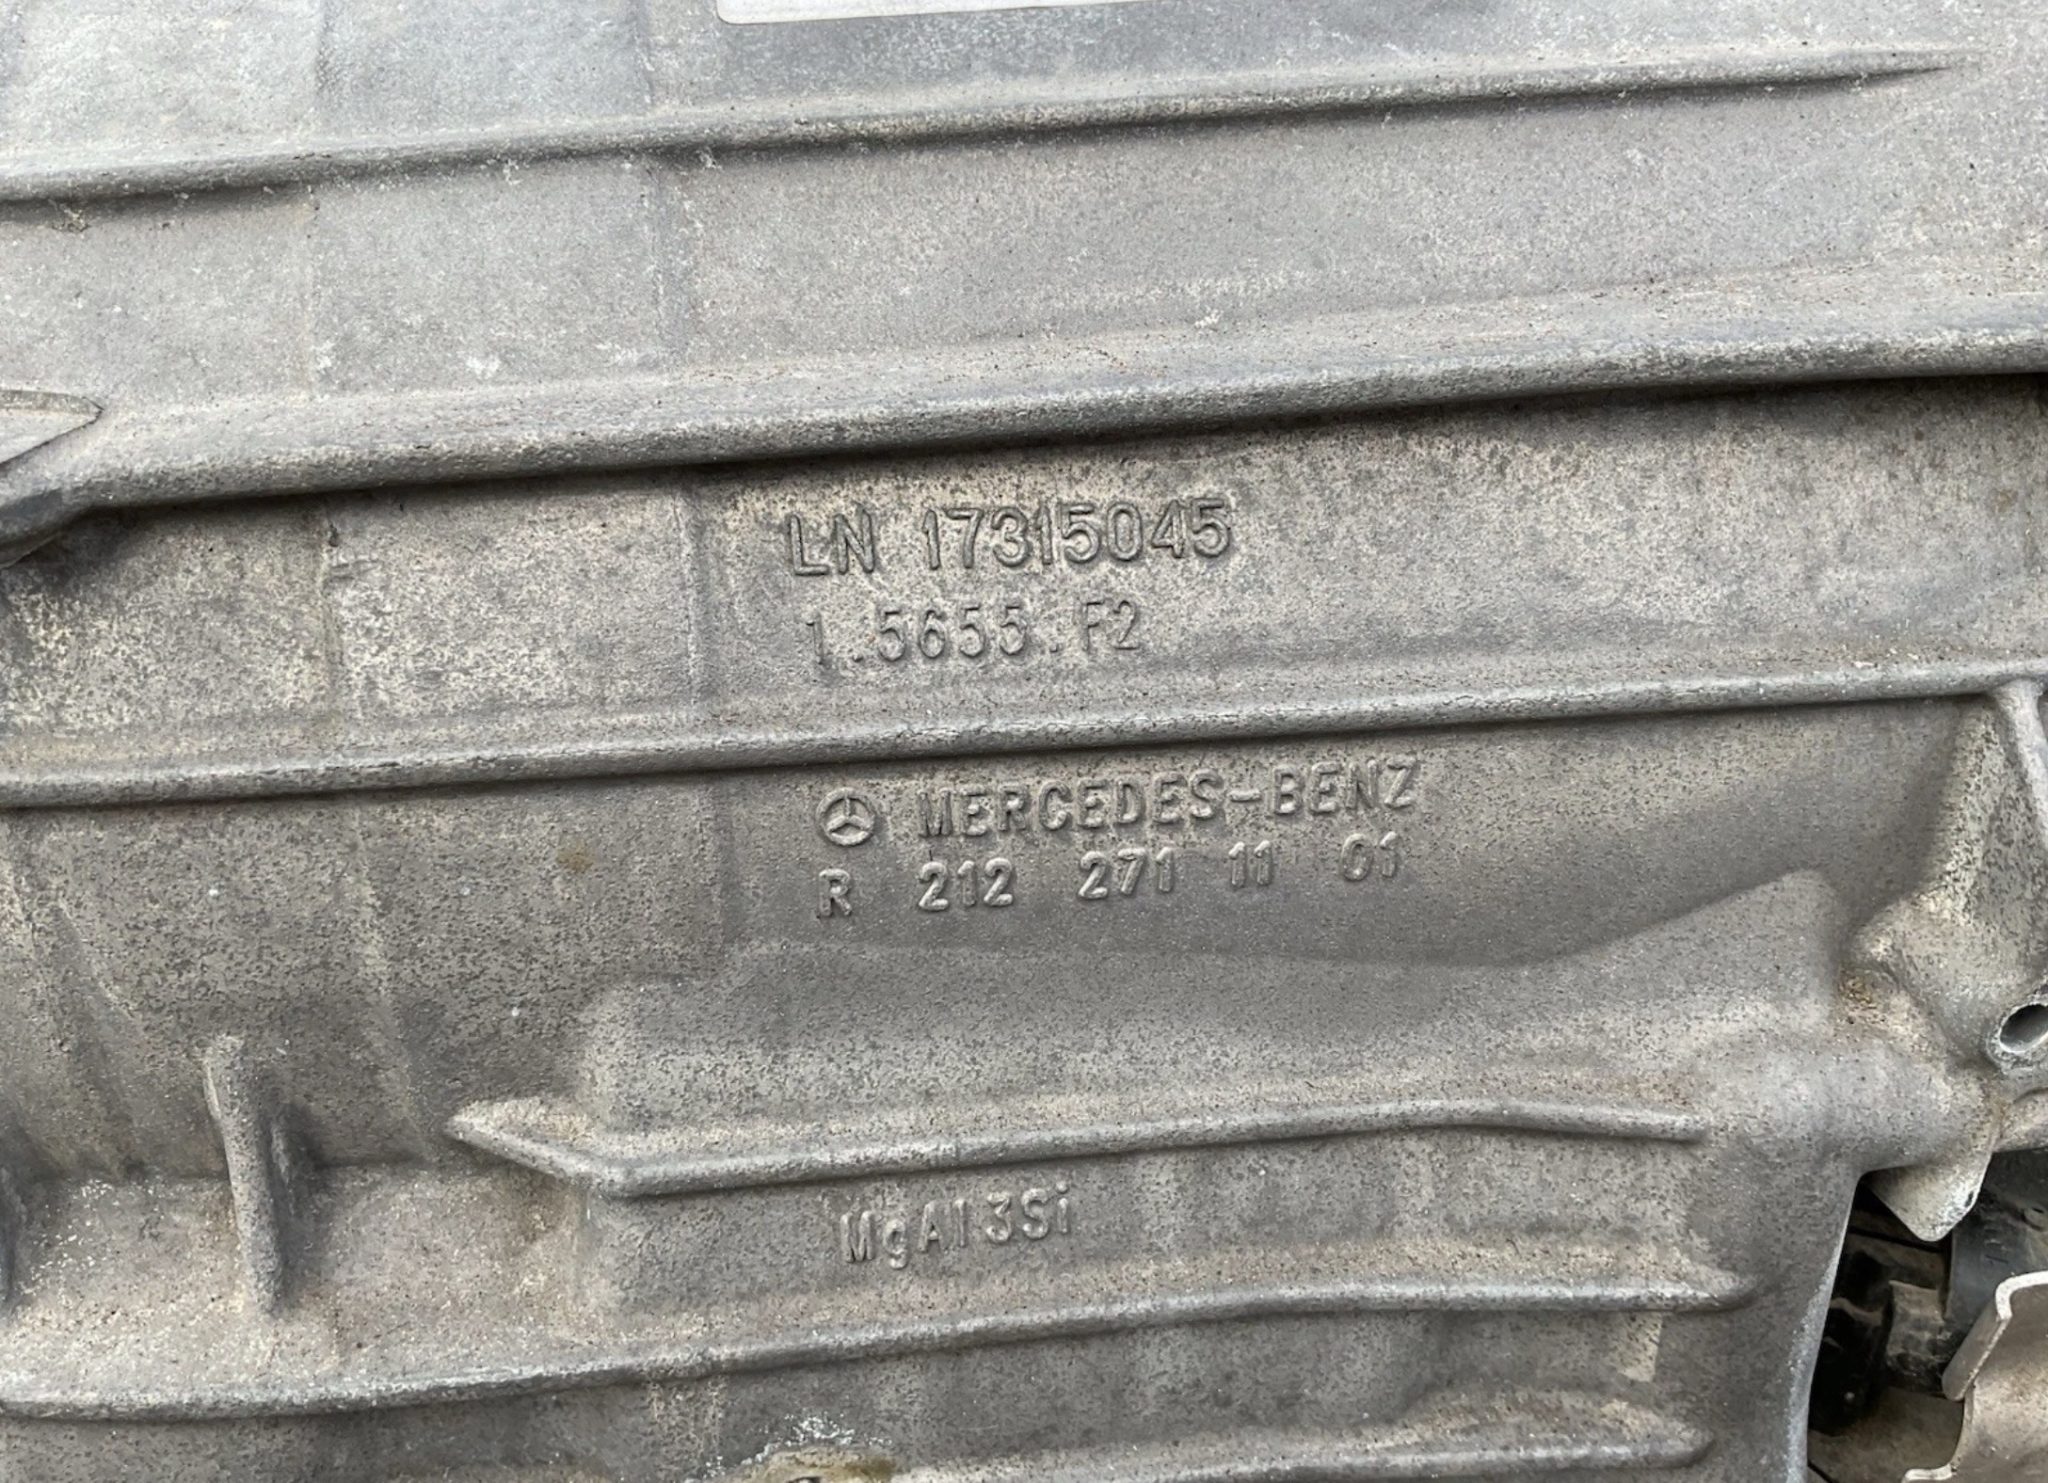 LN 17315045
1.5655.F2
MERCEDES-BENZ
R 212 271 11 01
MgAl3Si